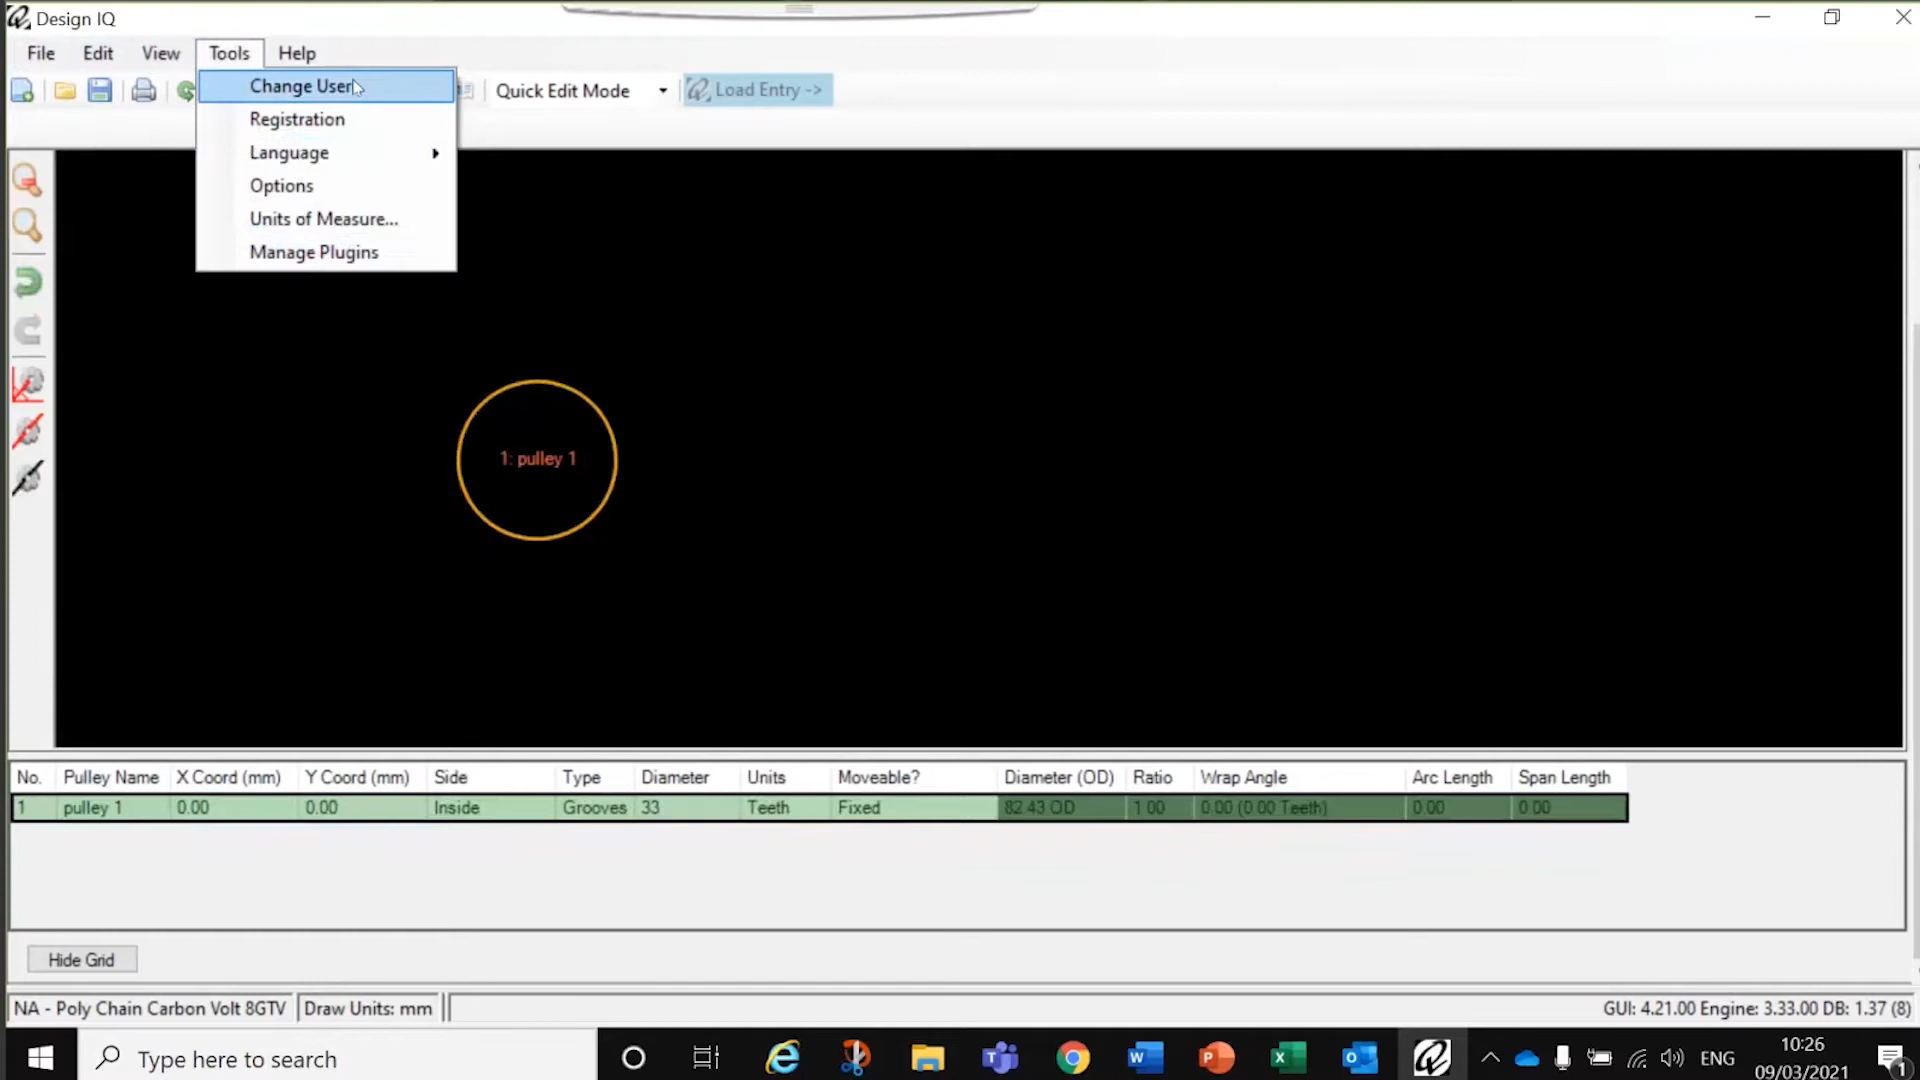 Design IQ
File Edit View Tools Help
Quick Edit Mode Load Entry ->
Change User
Registration
Language
Options
Units of Measure...
Manage Plugins
1: pulley 1
No. Pulley Name X Coord (mm) Y Coord (mm) Side Type Diameter Units Moveable? Diameter (OD) Ratio Wrap Angle Arc Length Span Length
1 pulley 1 0.00 0.00 Inside Grooves 33 Teeth Fixed 82.43 OD 1.00 0.00 (0.00 Teeth) 0.00 0.00
Hide Grid
NA - Poly Chain Carbon Volt 8GTV Draw Units: mm GUI: 4.21.00 Engine: 3.33.00 DB: 1.37 (8)
Type here to search ENG 10:26
09/03/2021 1